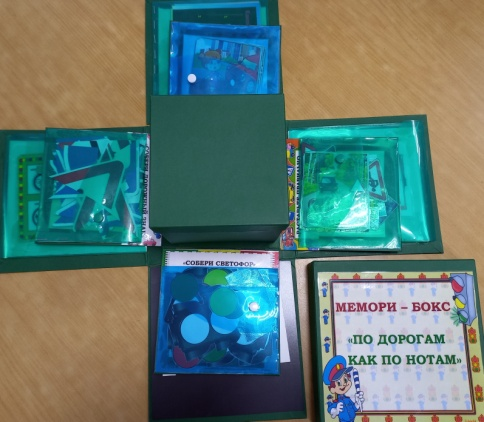 «СОБЕРИ СВЕТОФОР»
МЕМОРИ – БОКС
«ПО ДОРОГАМ
КАК ПО НОТАМ»